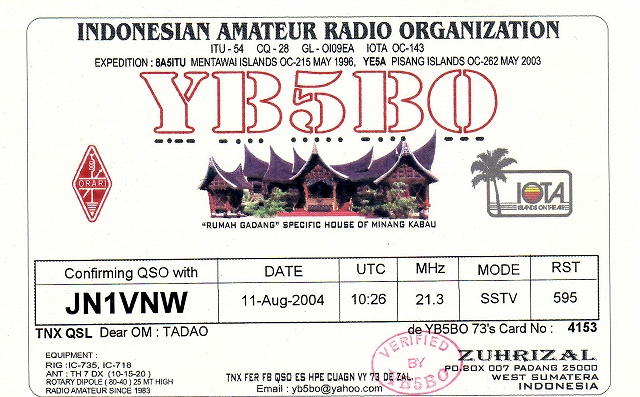 INDONESIAN AMATEUR RADIO ORGANIZATION
ITU - 54 CQ - 28 GL - OI09EA IOTA OC-143
EXPEDITION : 8A5ITU MENTAWAI ISLANDS OC-215 MAY 1996, YE5A PISANG ISLANDS OC-262 MAY 2003
YB5BO
ORARI
IOTA
ISLANDS ON THE AIR
"RUMAH GADANG" SPECIFIC HOUSE OF MINANG KABAU
Confirming QSO with DATE UTC MHz MODE RST
JN1VNW 11-Aug-2004 10:26 21.3 SSTV 595
TNX QSL Dear OM : TADAO de YB5BO 73's Card No : 4153
VERIFIED
BY
YB5BO
EQUIPMENT :
RIG : IC-735, IC-718
ANT : TH 7 DX (10-15-20 )
ROTARY DIPOLE ( 80-40 ) 25 MT HIGH
RADIO AMATEUR SINCE 1983
TNX FER FB QSO ES HPE CUAGN VY 73 DE ZAL.
Email : yb5bo@yahoo.com
ZUHRIZAL
PO BOX 007 PADANG 25000
WEST SUMATERA
INDONESIA